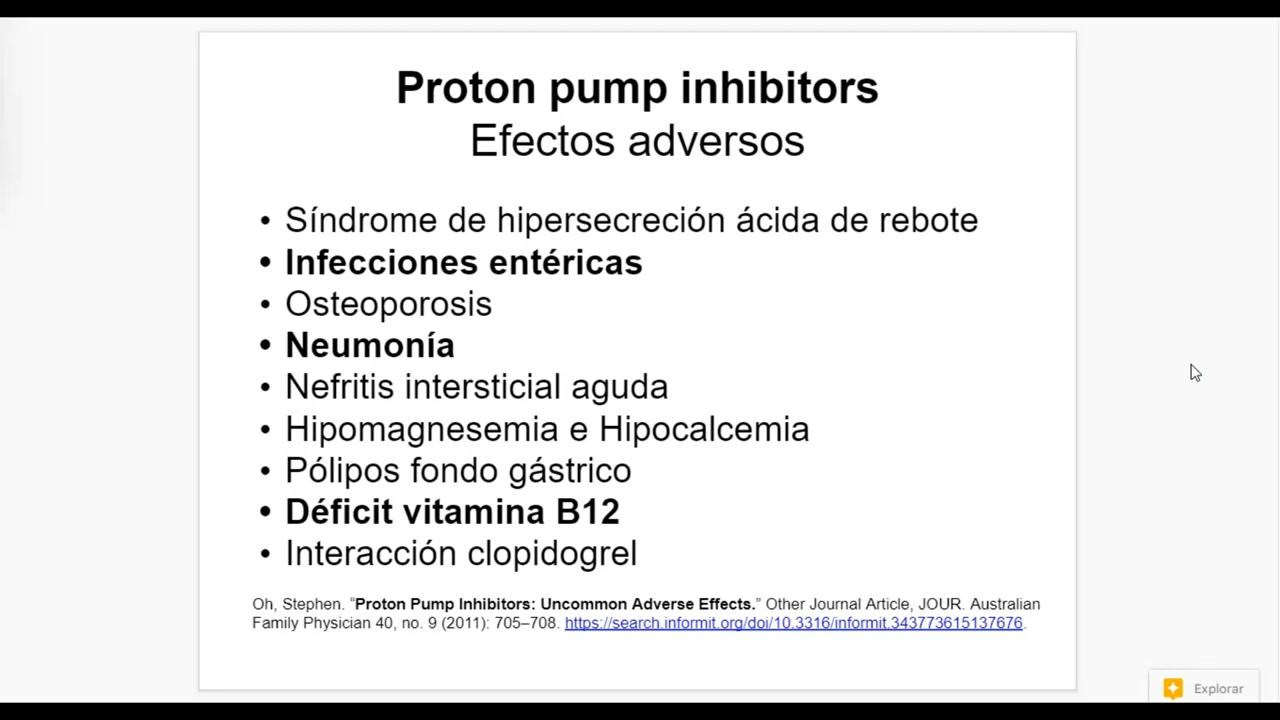 Proton pump inhibitors
Efectos adversos
• Síndrome de hipersecreción ácida de rebote
• Infecciones entéricas
• Osteoporosis
• Neumonía
• Nefritis intersticial aguda
• Hipomagnesemia e Hipocalcemia
• Pólipos fondo gástrico
• Déficit vitamina B12
• Interacción clopidogrel
Oh, Stephen. “Proton Pump Inhibitors: Uncommon Adverse Effects.” Other Journal Article, JOUR. Australian
Family Physician 40, no. 9 (2011): 705–708. https://search.informit.org/doi/10.3316/informit.343773615137676.
Explorar